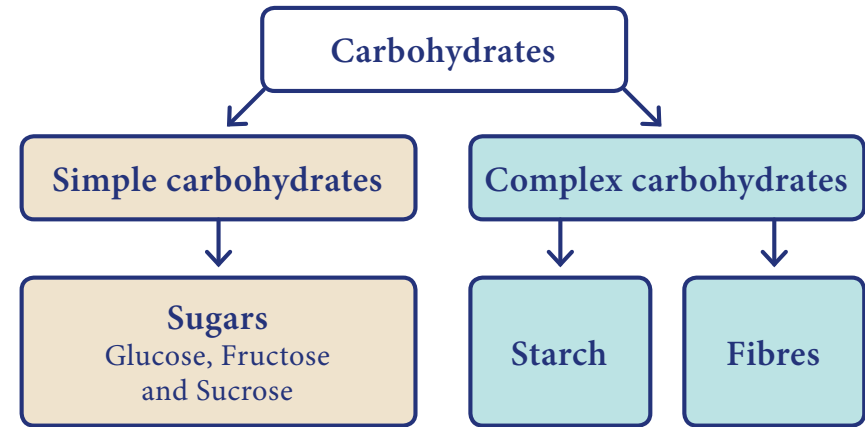 Carbohydrates
Simple carbohydrates
Complex carbohydrates
Sugars
Glucose, Fructose
and Sucrose
Starch
Fibres